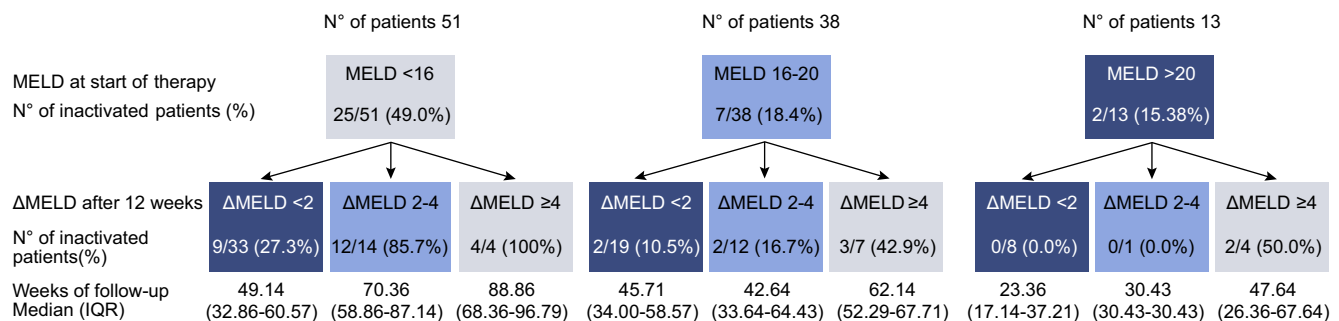 N° of patients 51 N° of patients 38 N° of patients 13
MELD at start of therapy MELD <16 MELD 16-20 MELD >20
N° of inactivated patients (%) 25/51 (49.0%) 7/38 (18.4%) 2/13 (15.38%)
ΔMELD after 12 weeks ΔMELD <2 ΔMELD 2-4 ΔMELD ≥4 ΔMELD <2 ΔMELD 2-4 ΔMELD ≥4 ΔMELD <2 ΔMELD 2-4 ΔMELD ≥4
N° of inactivated
patients(%) 9/33 (27.3%) 12/14 (85.7%) 4/4 (100%) 2/19 (10.5%) 2/12 (16.7%) 3/7 (42.9%) 0/8 (0.0%) 0/1 (0.0%) 2/4 (50.0%)
Weeks of follow-up 49.14 70.36 88.86 45.71 42.64 62.14 23.36 30.43 47.64
Median (IQR) (32.86-60.57) (58.86-87.14) (68.36-96.79) (34.00-58.57) (33.64-64.43) (52.29-67.71) (17.14-37.21) (30.43-30.43) (26.36-67.64)